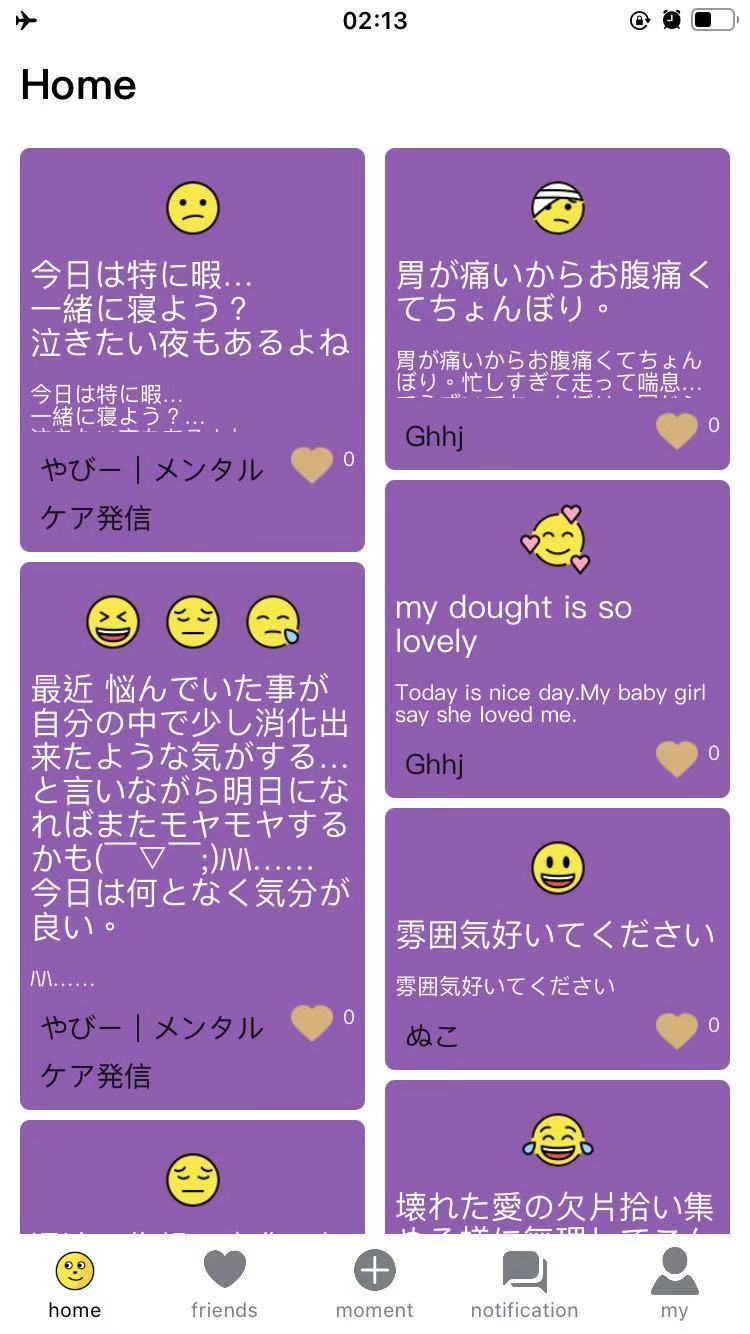 02:13
Home
今日は特に暇…
一緒に寝よう？
泣きたい夜もあるよね
今日は特に暇…
一緒に寝よう？…
やびー｜メンタル
ケア発信
0
最近 悩んでいた事が
自分の中で少し消化出
来たような気がする…
と言いながら明日にな
ればまたモヤモヤする
かも(￣▽￣;)ﾊﾊ……
今日は何となく気分が
良い。
ﾊﾊ……
やびー｜メンタル
ケア発信
0
胃が痛いからお腹痛く
てちょんぼり。
胃が痛いからお腹痛くてちょん
ぼり。忙しすぎて走って喘息…
Ghhj
0
my dought is so
lovely
Today is nice day.My baby girl
say she loved me.
Ghhj
0
雰囲気好いてください
雰囲気好いてください
ぬこ
0
壊れた愛の欠片拾い集
home
friends
moment
notification
my